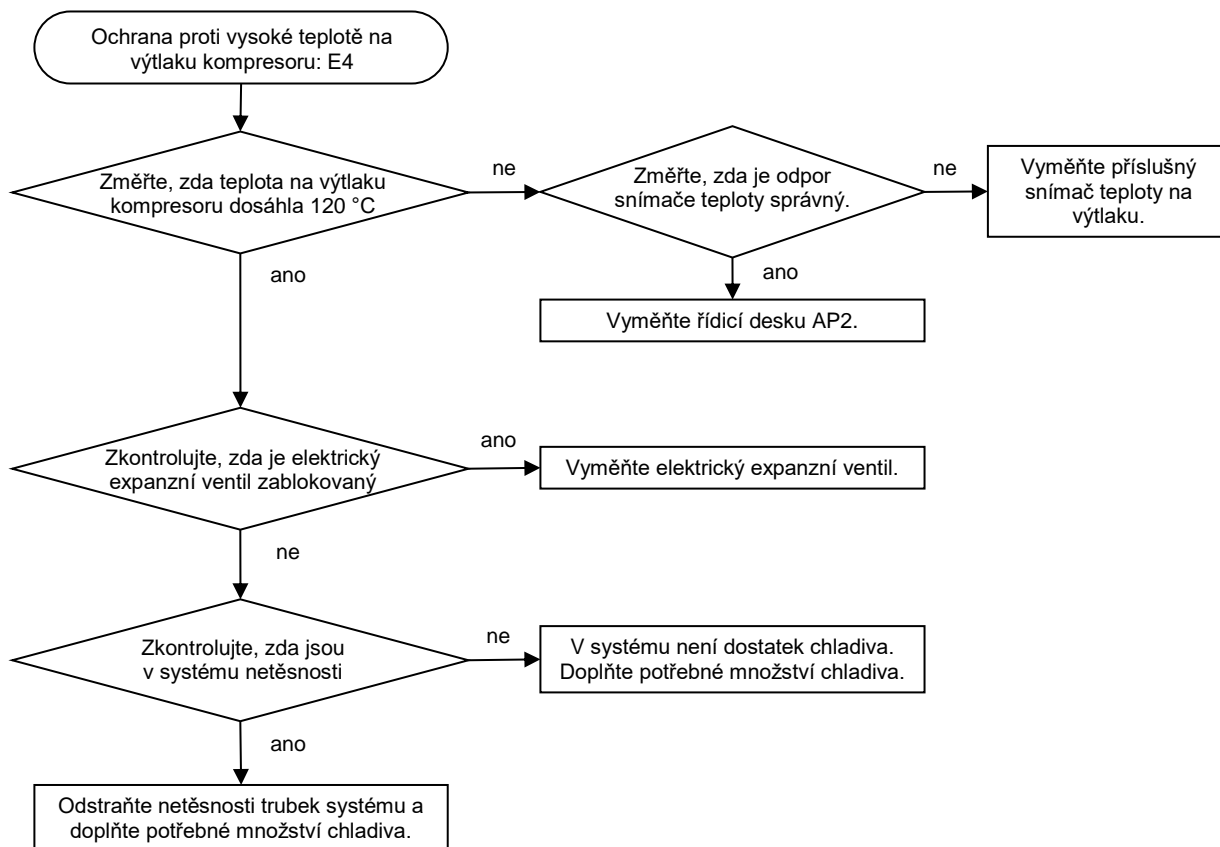 Ochrana proti vysoké teplotě na
výtlaku kompresoru: E4
Změřte, zda teplota na výtlaku
kompresoru dosáhla 120 °C
ne
Změřte, zda je odpor
snímače teploty správný.
ne
Vyměňte příslušný
snímač teploty na
výtlaku.
ano
ano
Vyměňte řídicí desku AP2.
Zkontrolujte, zda je elektrický
expanzní ventil zablokovaný
ano
Vyměňte elektrický expanzní ventil.
ne
Zkontrolujte, zda jsou
v systému netěsnosti
ne
V systému není dostatek chladiva.
Doplňte potřebné množství chladiva.
ano
Odstraňte netěsnosti trubek systému a
doplňte potřebné množství chladiva.